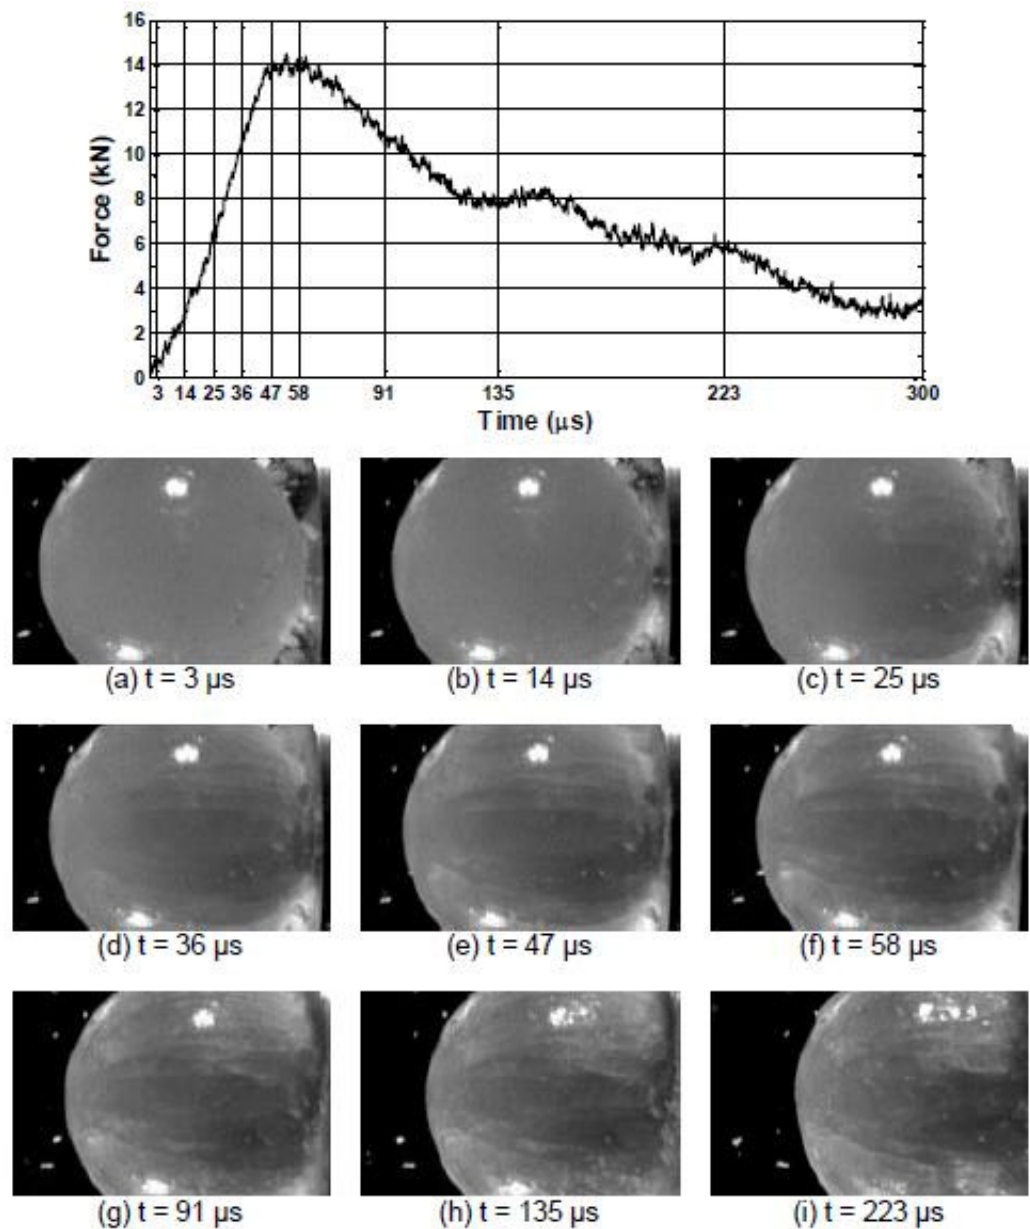 16
14
12
10
8
6
4
2
0
Force (kN)
3 14 25 36 47 58 91 135 223 300
Time (μs)
(a) t = 3 μs (b) t = 14 μs (c) t = 25 μs
(d) t = 36 μs (e) t = 47 μs (f) t = 58 μs
(g) t = 91 μs (h) t = 135 μs (i) t = 223 μs